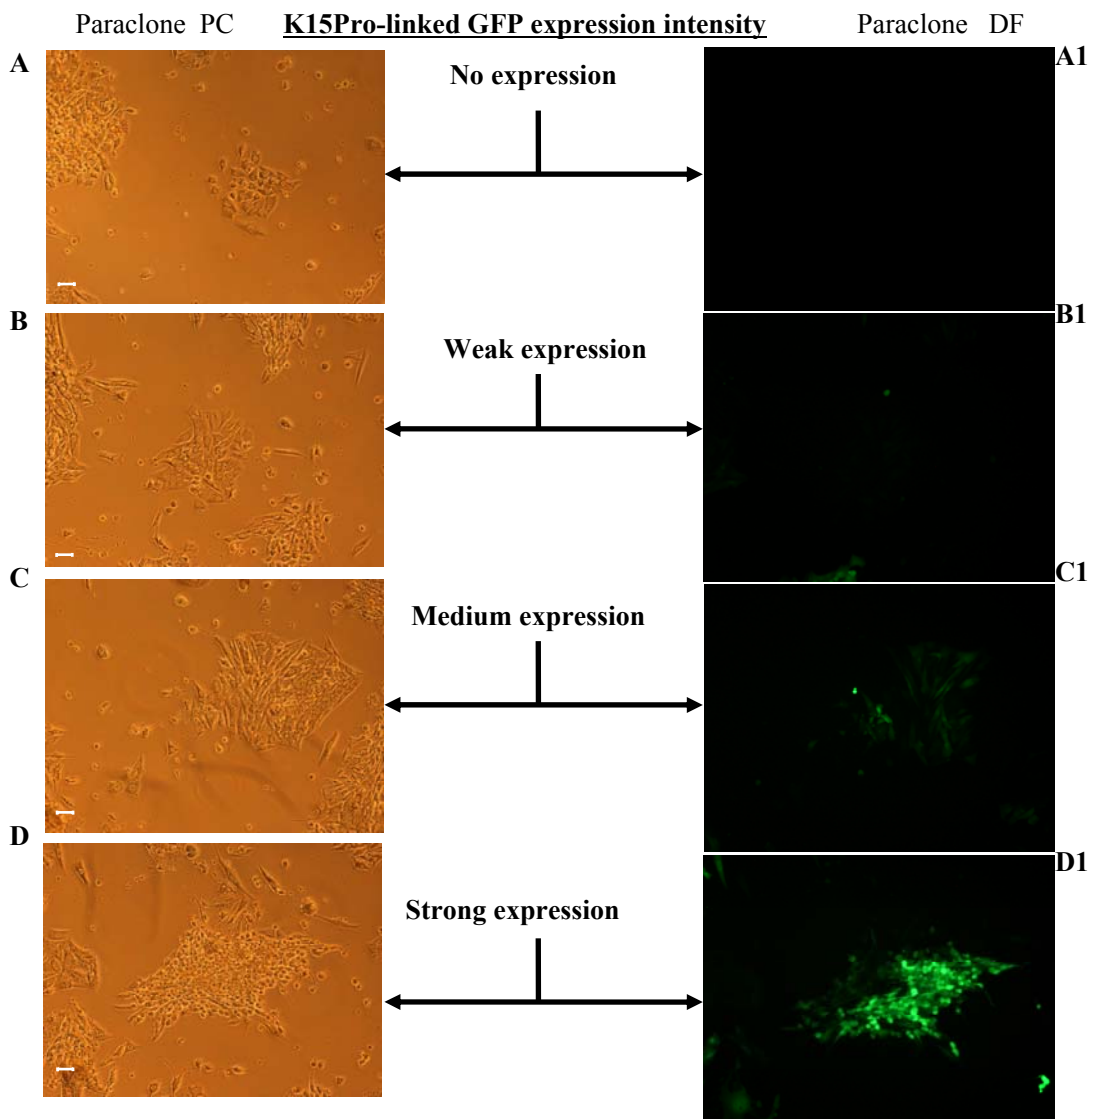 Paraclone PC
K15Pro-linked GFP expression intensity
Paraclone DF
A
No expression
A1
B
Weak expression
B1
C
Medium expression
C1
D
Strong expression
D1